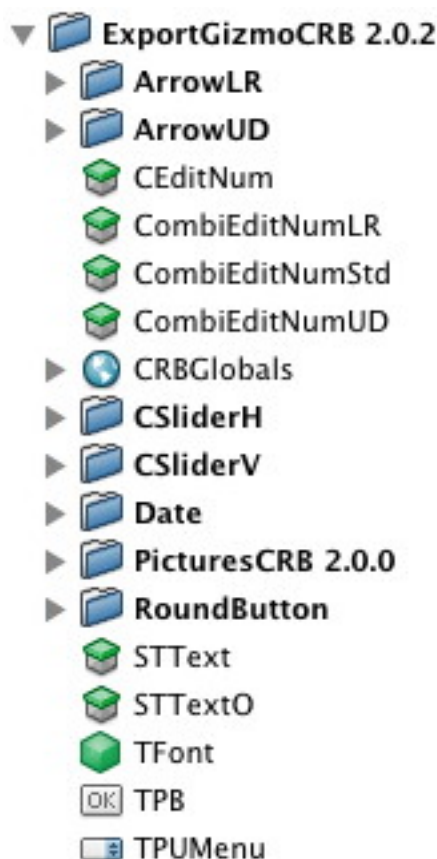 ExportGizmoCRB 2.0.2
ArrowLR
ArrowUD
CEditNum
CombiEditNumLR
CombiEditNumStd
CombiEditNumUD
CRBGlobals
CSliderH
CSliderV
Date
PicturesCRB 2.0.0
RoundButton
STText
STTextO
TFont
OK TPB
TPUMenu